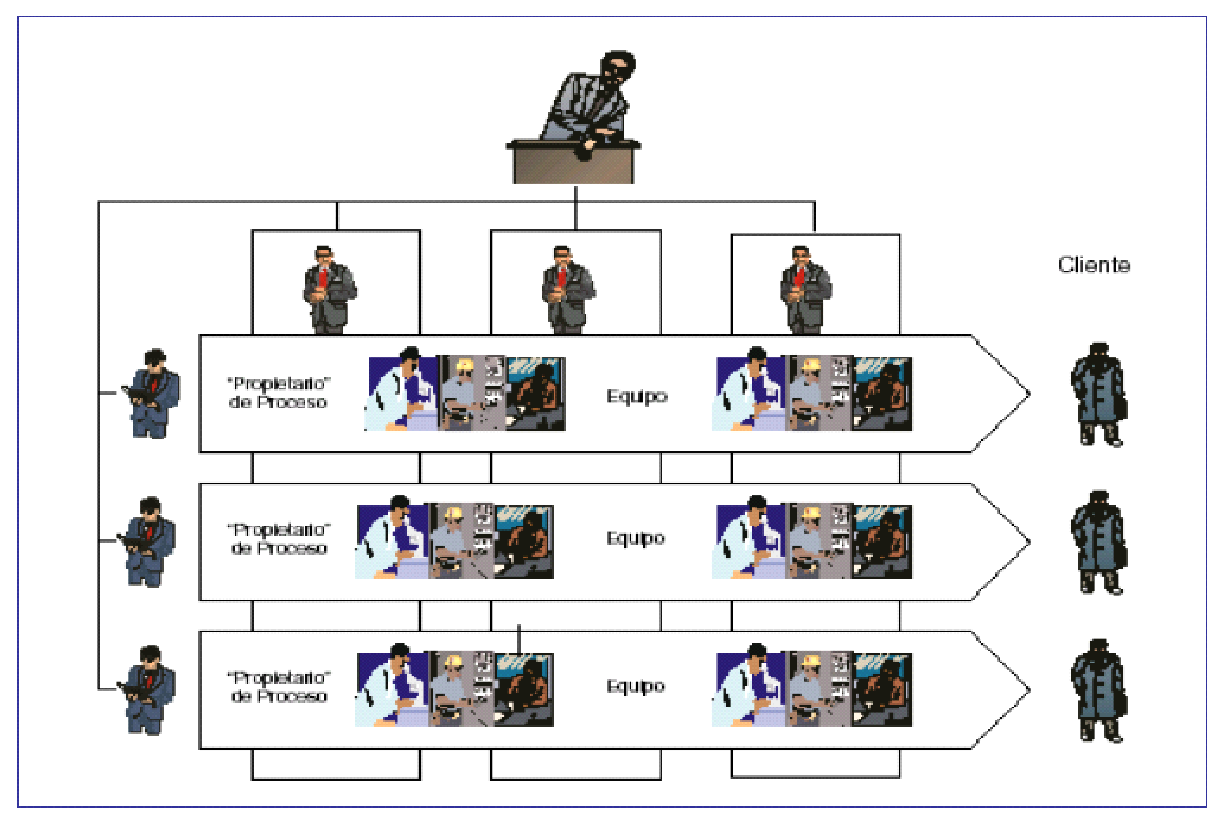 Cliente
"Propietario"
de Proceso
Equipo
"Propietario"
de Proceso
Equipo
"Propietario"
de Proceso
Equipo